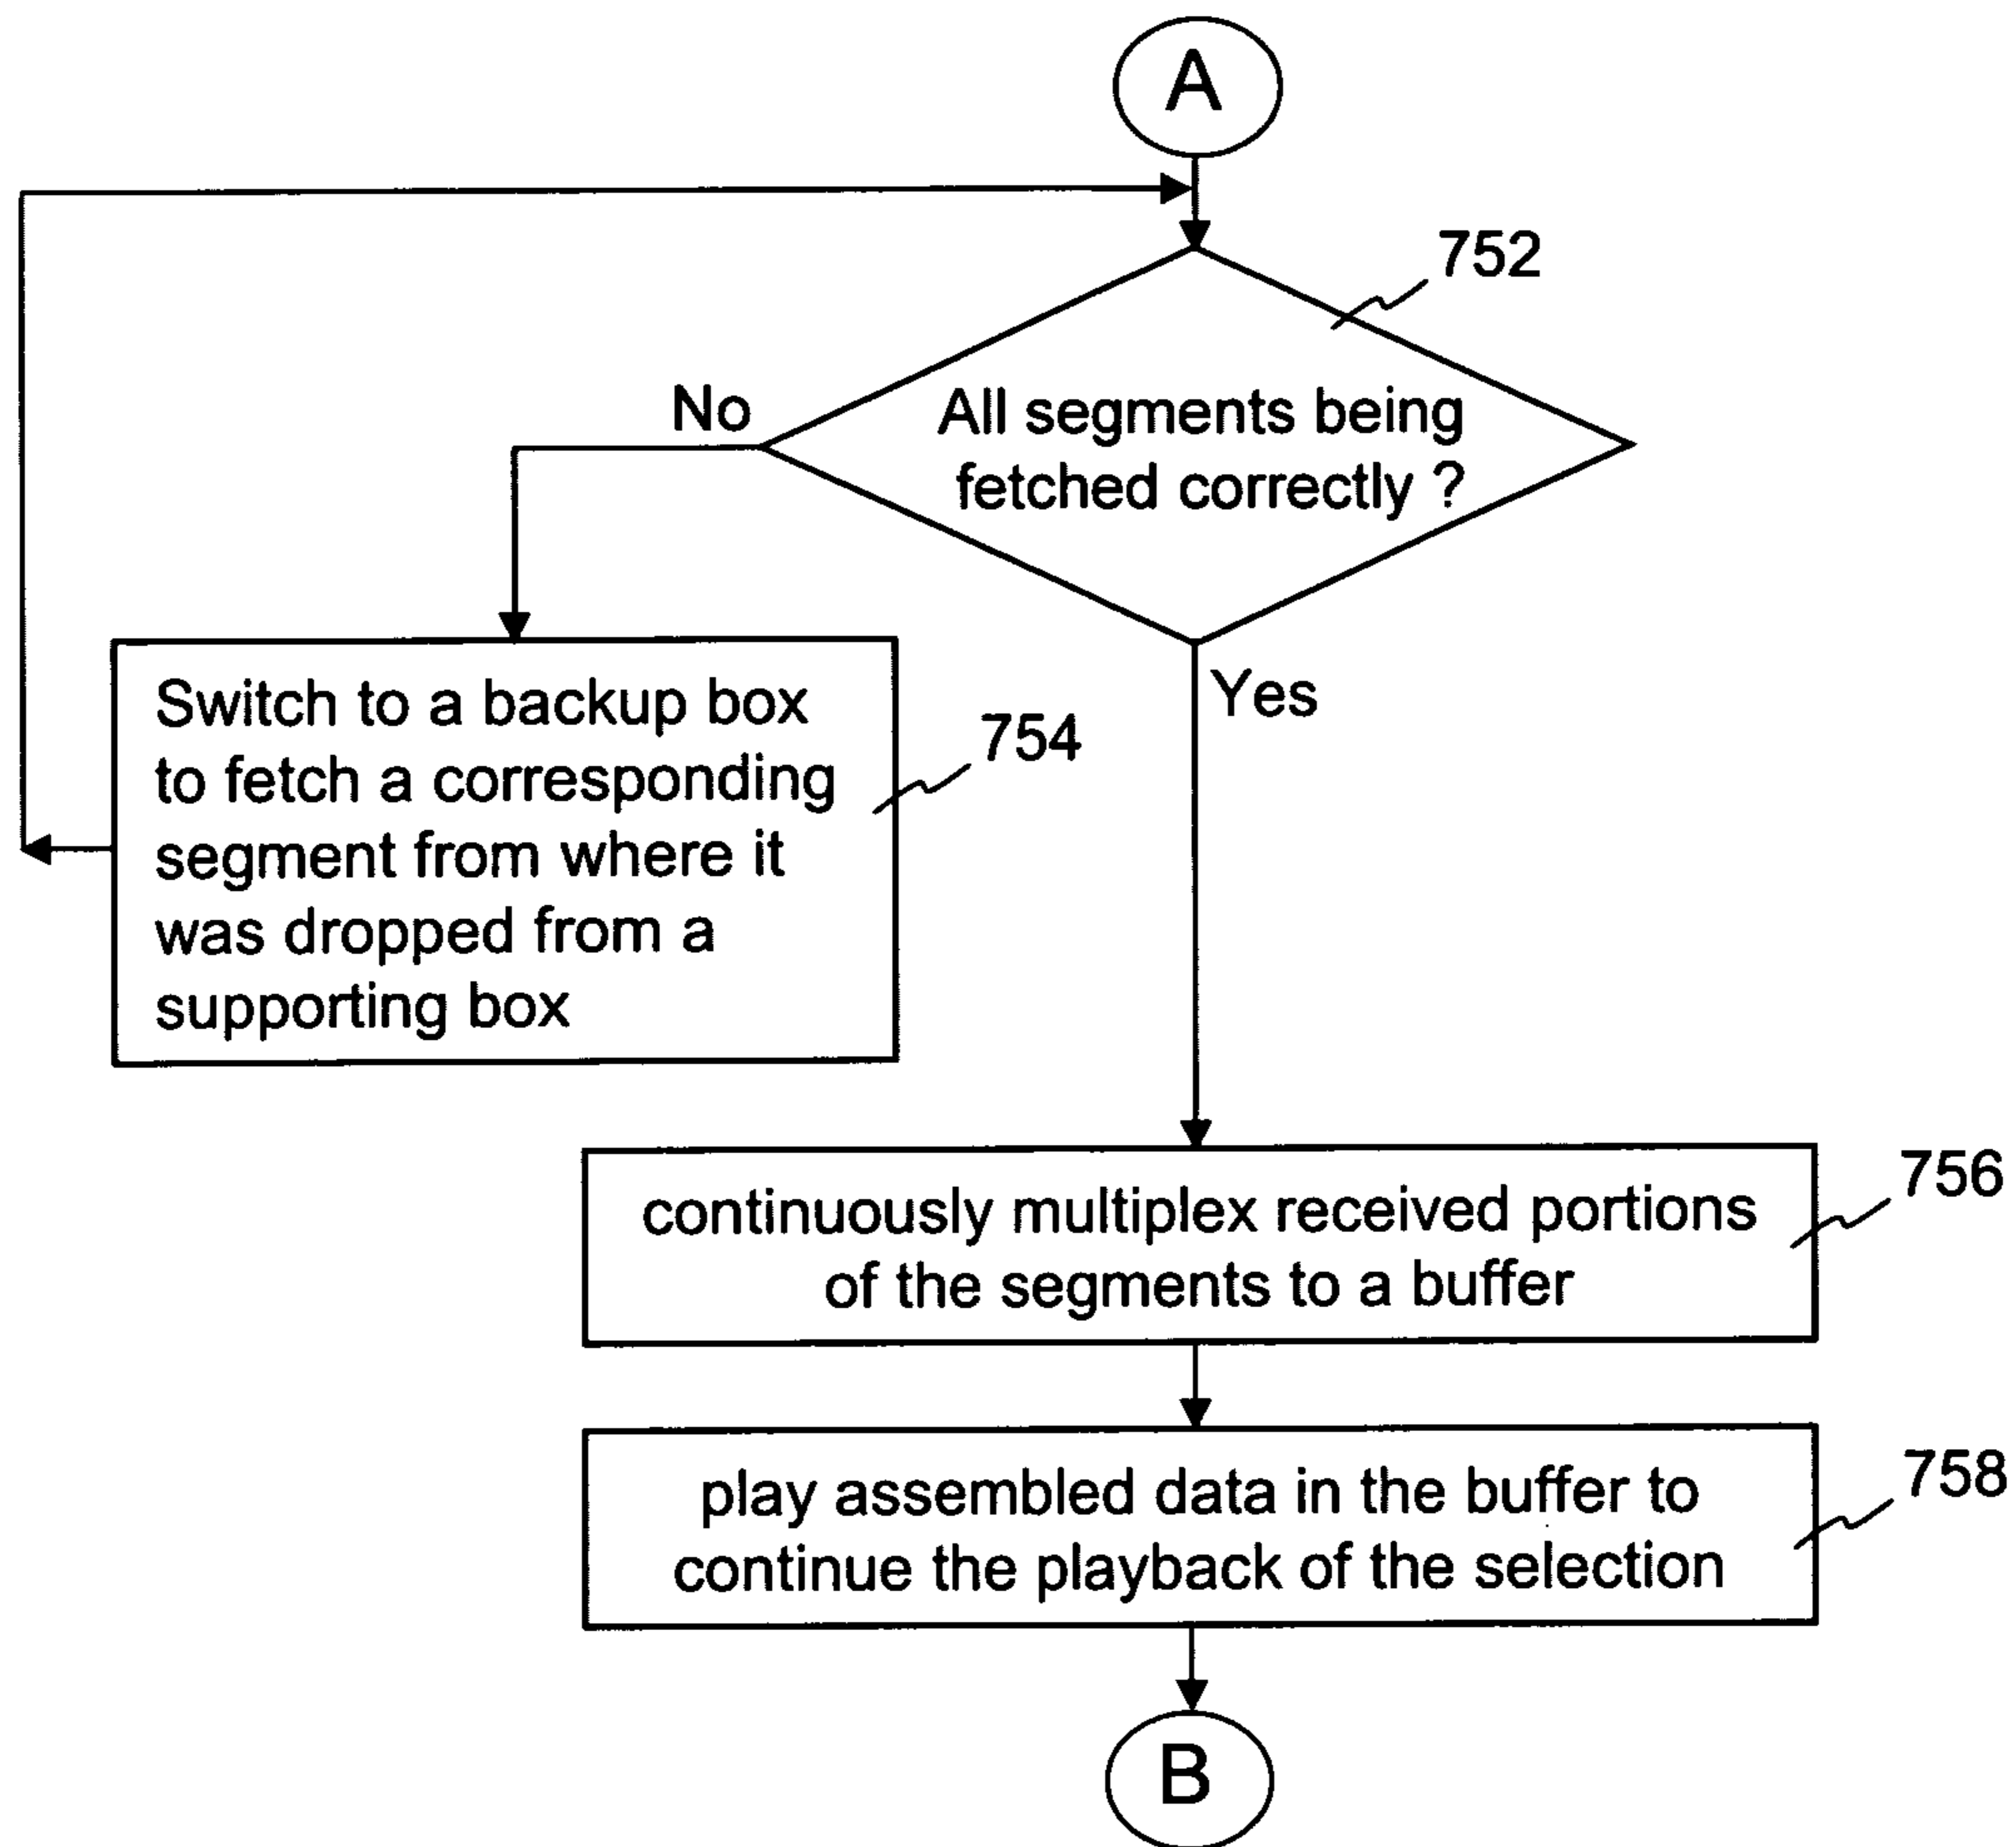 A
752
All segments being
fetched correctly ?
No
Yes
Switch to a backup box
to fetch a corresponding
segment from where it
was dropped from a
supporting box
754
continuously multiplex received portions
of the segments to a buffer
756
play assembled data in the buffer to
continue the playback of the selection
758
B